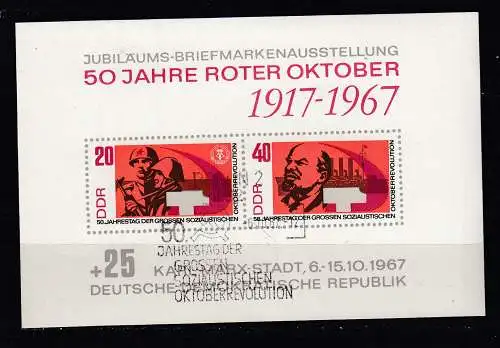 JUBILÄUMS-BRIEFMARKENAUSSTELLUNG
50 JAHRE ROTER OKTOBER
1917-1967
20
DDR
50. JAHRESTAG DER GROSSEN SOZIALISTISCHEN
OKTOBERREVOLUTION
40
DDR
50. JAHRESTAG DER GROSSEN SOZIALISTISCHEN
OKTOBERREVOLUTION
50.
JAHRESTAG DER
GROSSEN
SOZIALISTISCHEN
OKTOBERREVOLUTION
+25
KARL-MARX-STADT, 6.-15.10.1967
DEUTSCHE DEMOKRATISCHE REPUBLIK